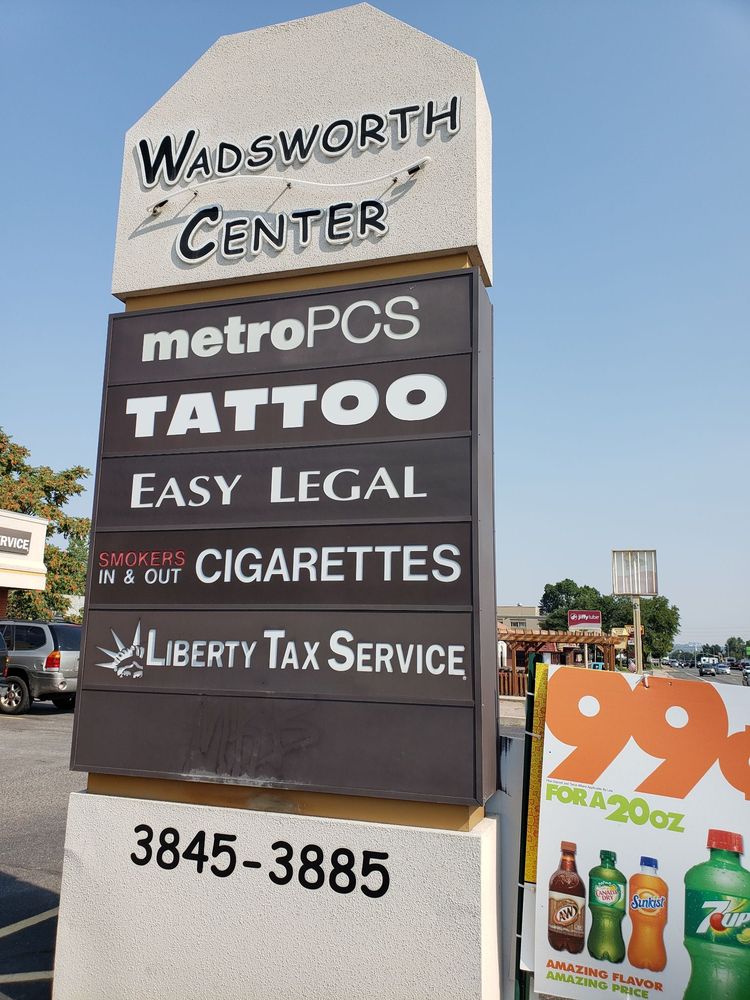 WADSWORTH
CENTER
metroPCS
TATTOO
EASY LEGAL
SMOKERS
IN & OUT
CIGARETTES
LIBERTY TAX SERVICE
3845-3885
RVICE
jiffy lube
99¢
FOR A 20OZ
A&W
CANADA DRY
Sunkist
7UP
AMAZING FLAVOR
AMAZING PRICE